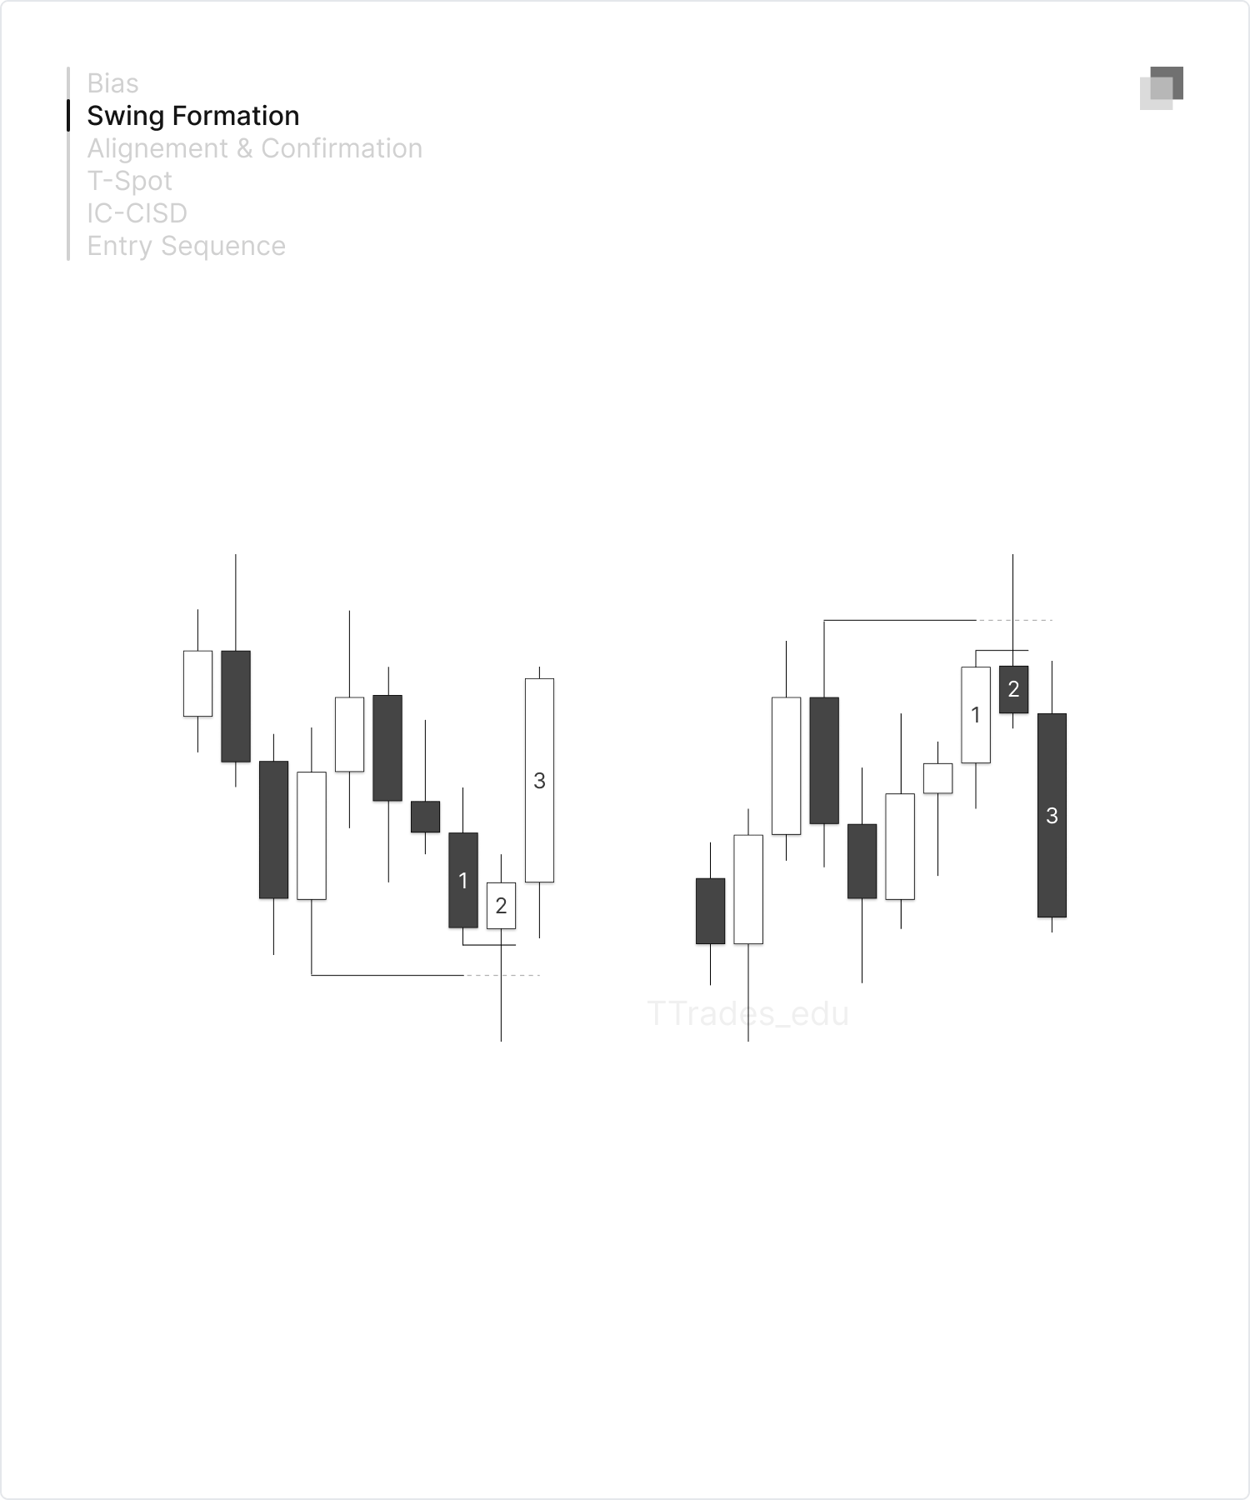 Bias
Swing Formation
Alignement & Confirmation
T-Spot
IC-CISD
Entry Sequence
1
2
3
1
2
3
TTrades_edu